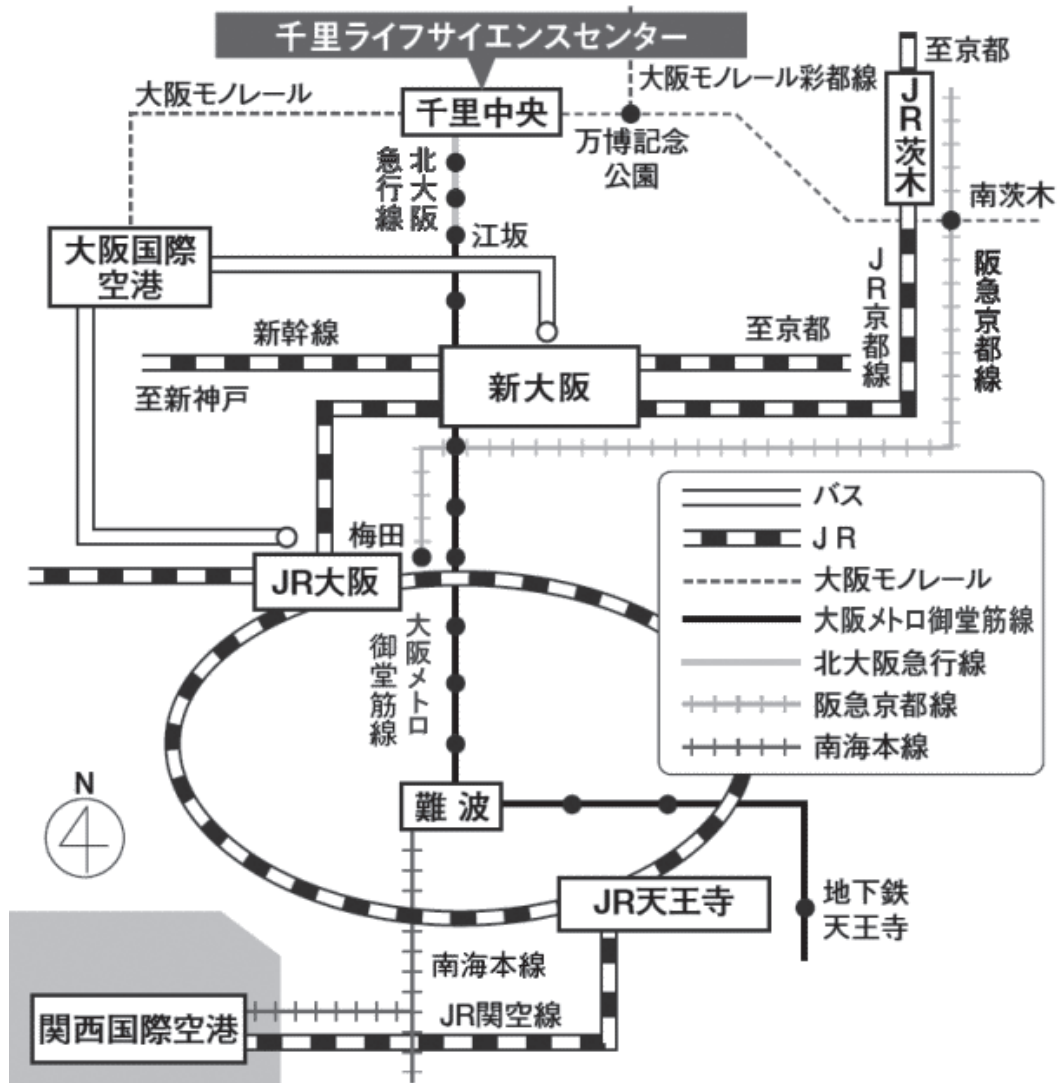 千里ライフサイエンスセンター
至京都
大阪モノレール
大阪モノレール彩都線
千里中央
JR茨木
万博記念
公園
北大阪
急行線
南茨木
江坂
大阪国際
空港
JR京都線
阪急京都線
新幹線
至京都
新大阪
至新神戸
バス
JR
大阪モノレール
大阪メトロ御堂筋線
北大阪急行線
阪急京都線
南海本線
梅田
JR大阪
大阪メトロ
御堂筋線
N
難波
JR天王寺
地下鉄
天王寺
南海本線
JR関空線
関西国際空港